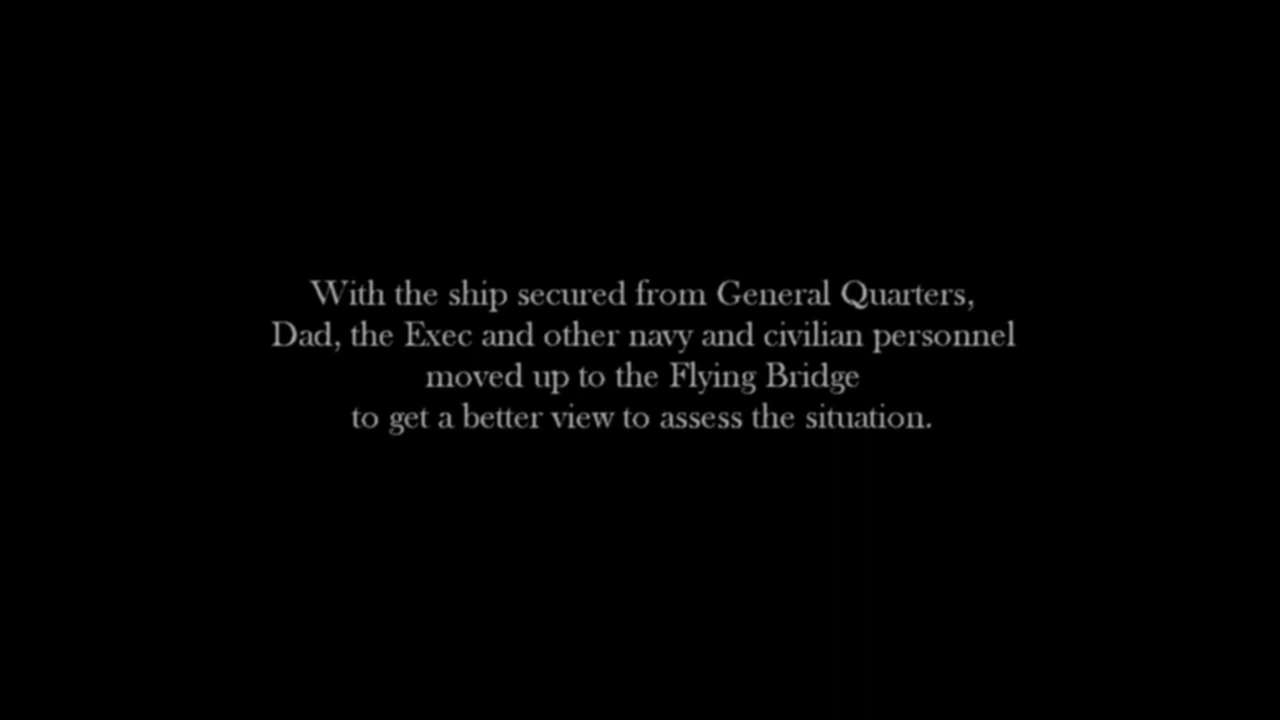 With the ship secured from General Quarters,
Dad, the Exec and other navy and civilian personnel
moved up to the Flying Bridge
to get a better view to assess the situation.